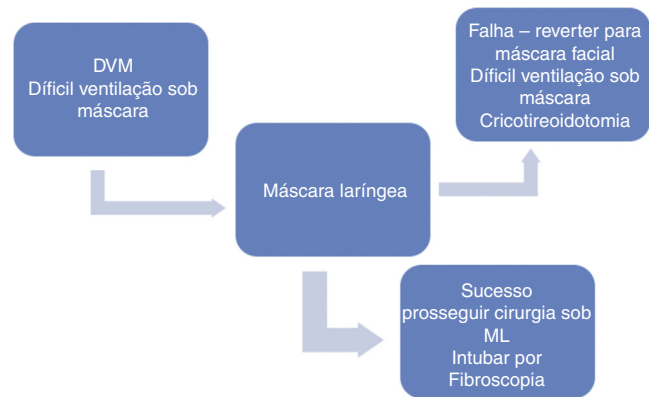 DVM
Díficil ventilação sob
máscara
Máscara laríngea
Falha – reverter para
máscara facial
Díficil ventilação sob
máscara
Cricotireoidotomia
Sucesso
prosseguir cirurgia sob
ML
Intubar por
Fibroscopia